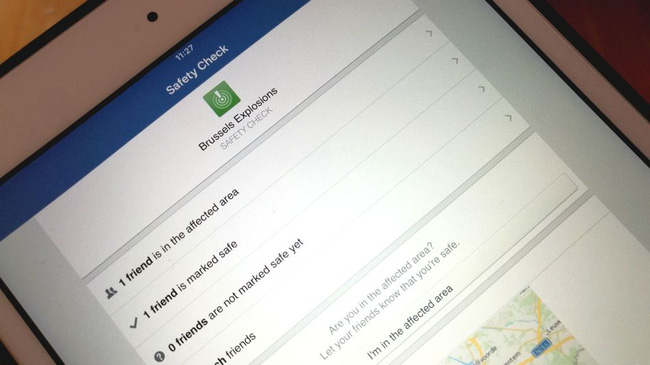 11:27
Safety Check
Brussels Explosions
SAFETY CHECK
1 friend is in the affected area
1 friend is marked safe
0 friends are not marked safe yet
friends
Are you in the affected area?
Let your friends know that you're safe.
I'm in the affected area